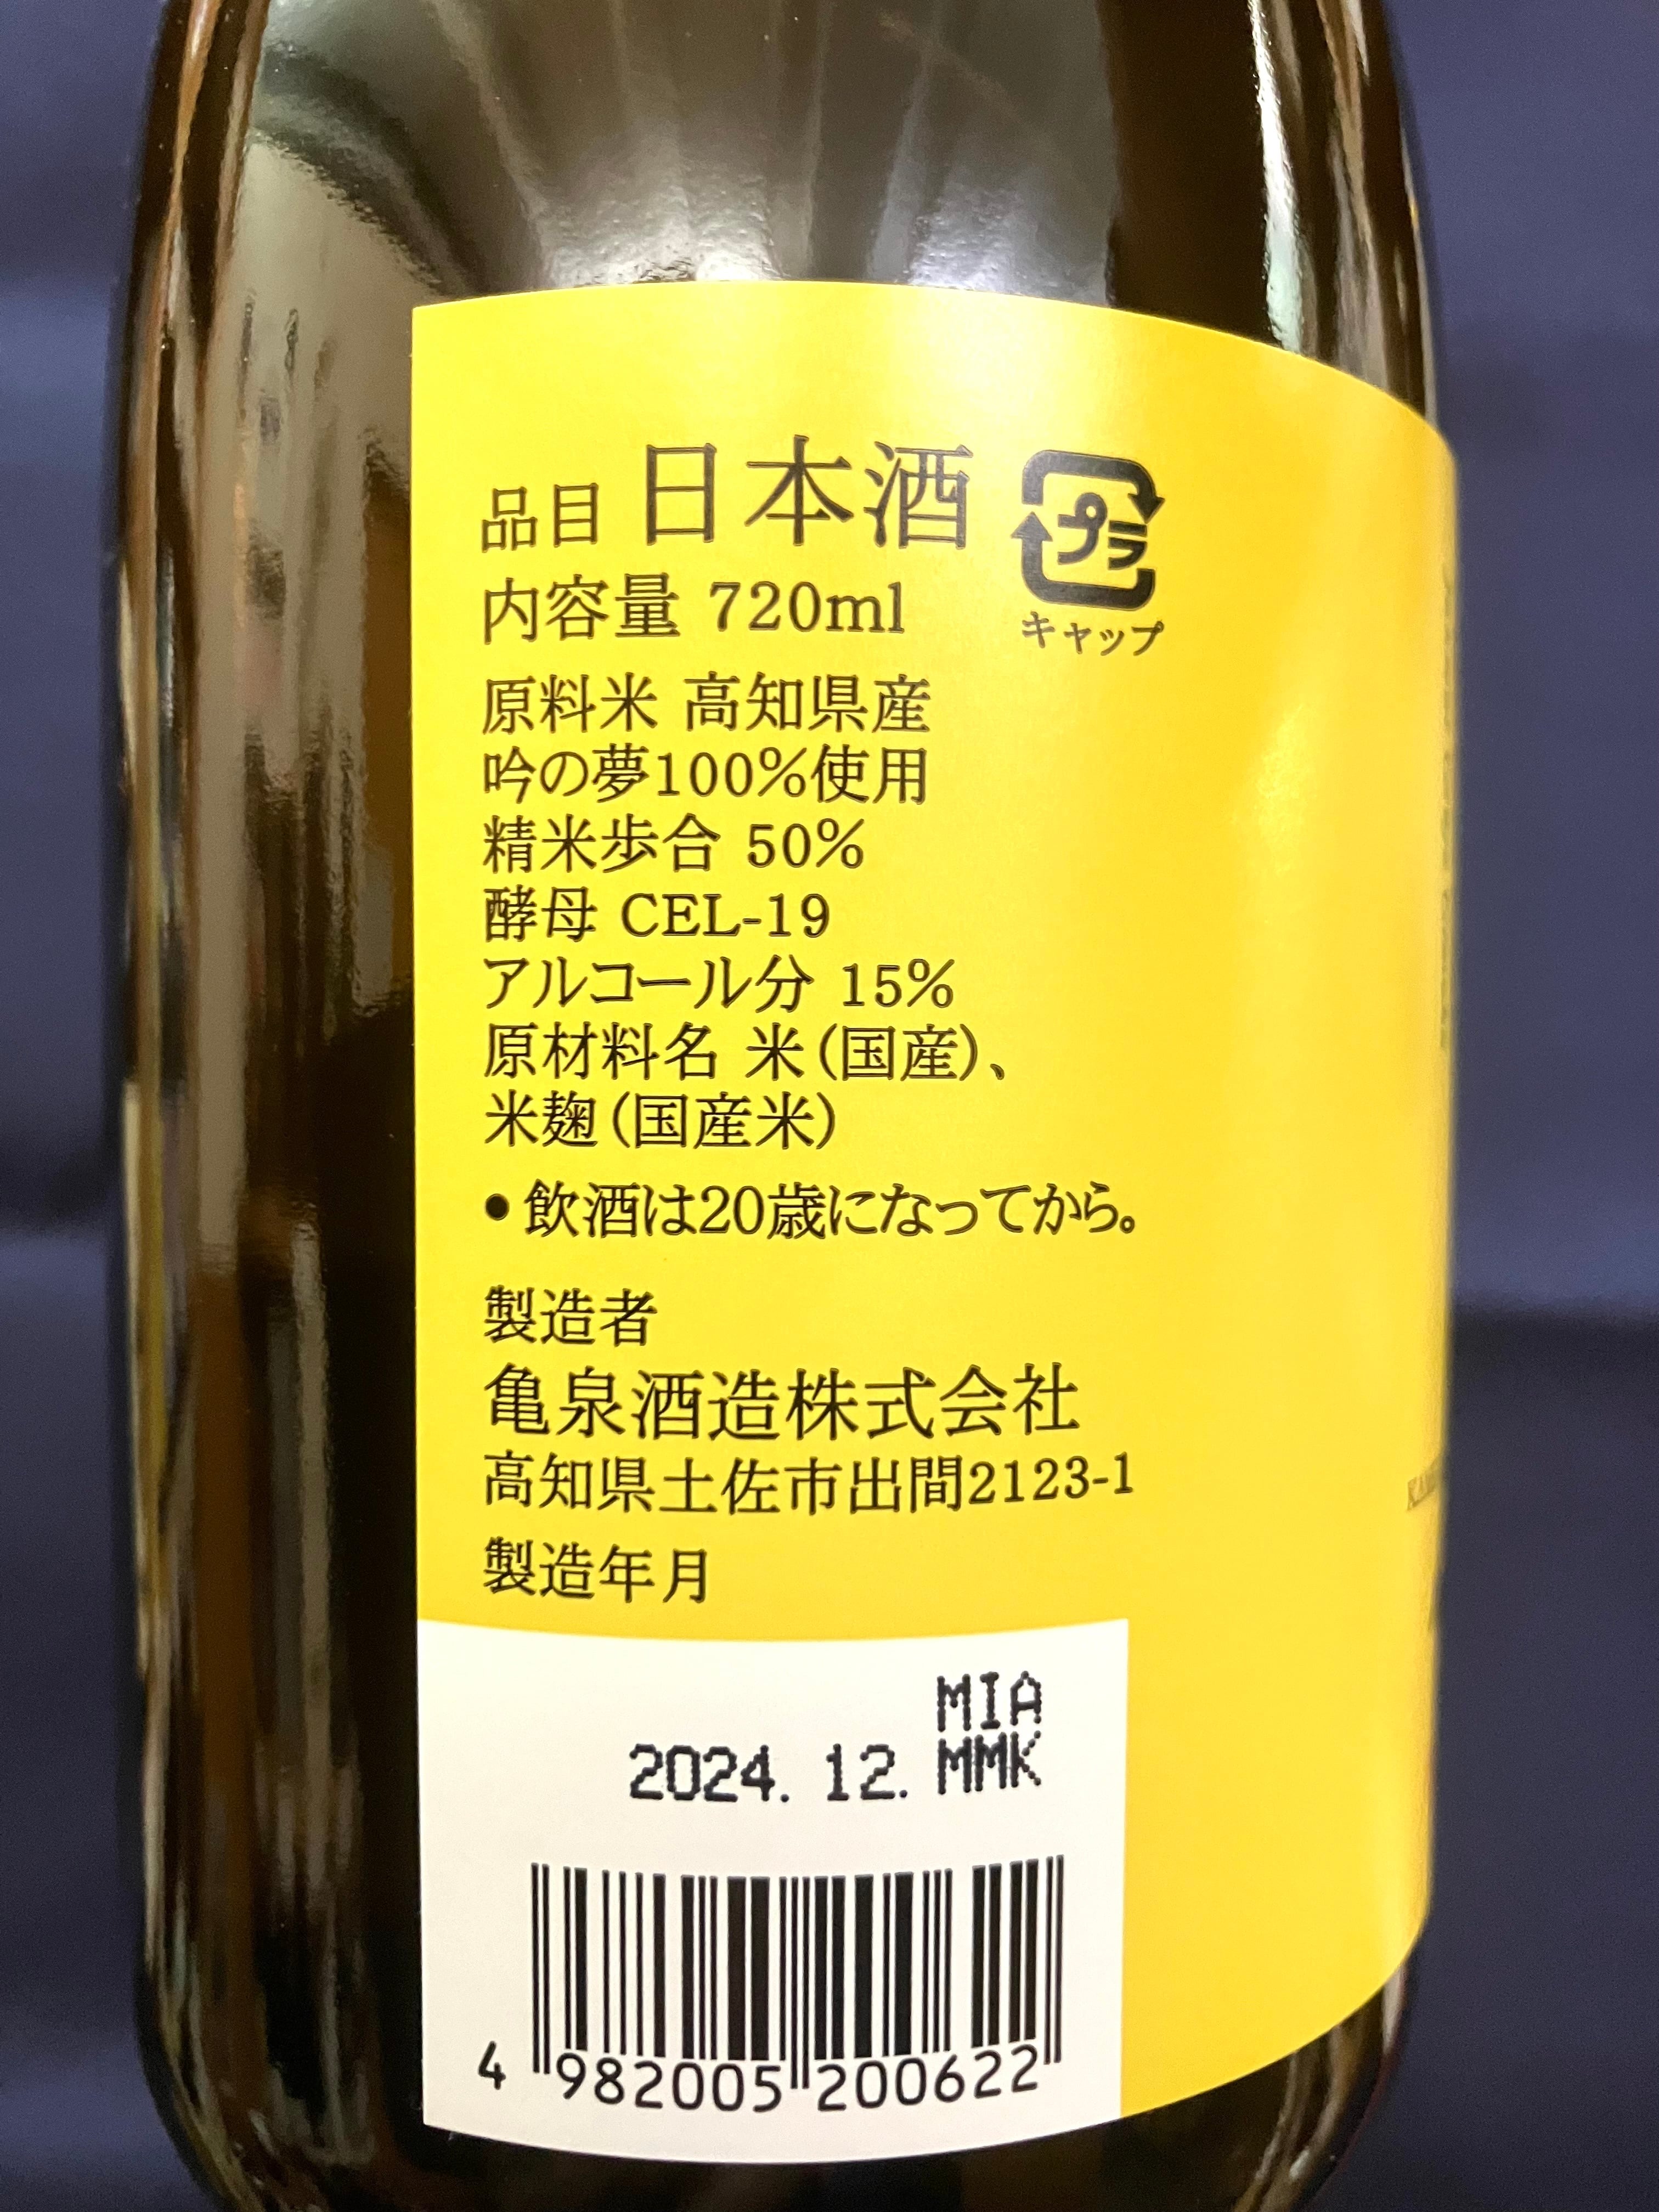 品目 日本酒
プラ
キャップ
内容量 720ml
原料米 高知県産
吟の夢100%使用
精米歩合 50%
酵母 CEL-19
アルコール分 15%
原材料名 米(国産)、
米麹(国産米)
•飲酒は20歳になってから。
製造者
亀泉酒造株式会社
高知県土佐市出間2123-1
製造年月
MIA
2024. 12. MMK
4 982005 200622